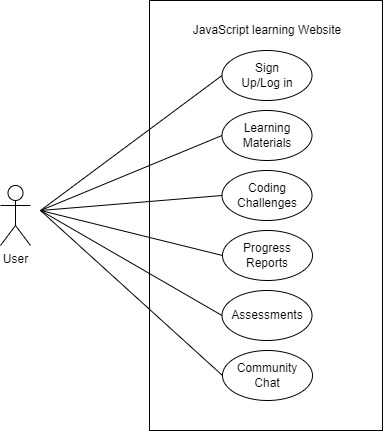 JavaScript learning Website
Sign
Up/Log in
Learning
Materials
Coding
Challenges
Progress
Reports
User
Assessments
Community
Chat